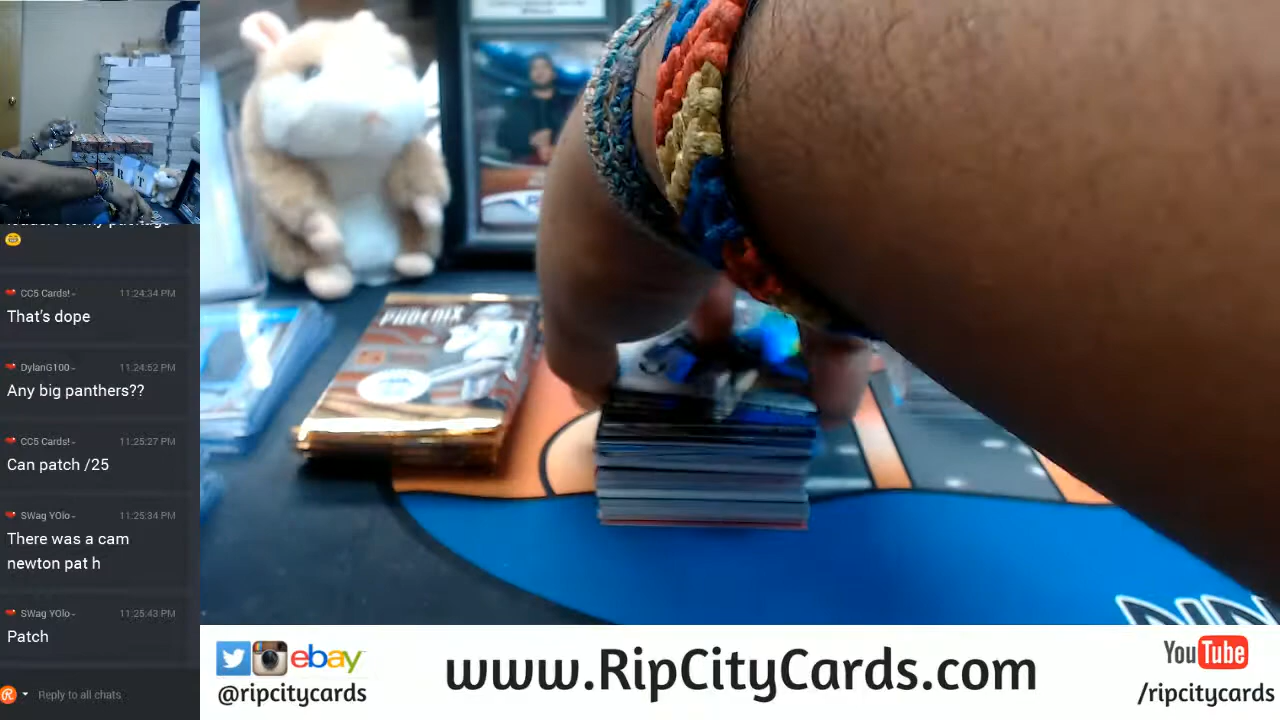 CC5 Cards!~ 11:24:34 PM
That's dope
DylanG100~ 11:24:52 PM
Any big panthers??
CC5 Cards!~ 11:25:27 PM
Can patch /25
SWag YOlo~ 11:25:34 PM
There was a cam
newton pat h
SWag YOlo~ 11:25:43 PM
Patch
Reply to all chats
PHOENIX
ebay
@ripcitycards
www.RipCityCards.com
YouTube
/ripcitycards